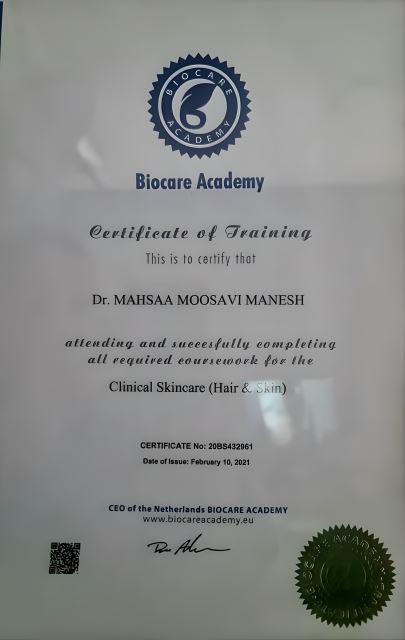 BIOCARE
ACADEMY
Biocare Academy
Certificate of Training
This is to certify that
Dr. MAHSAA MOOSAVI MANESH
attending and succesfully completing
all required coursework for the
Clinical Skincare (Hair & Skin)
CERTIFICATE No: 20BS432961
Date of Issue: February 10, 2021
CEO of the Netherlands BIOCARE ACADEMY
www.biocareacademy.eu